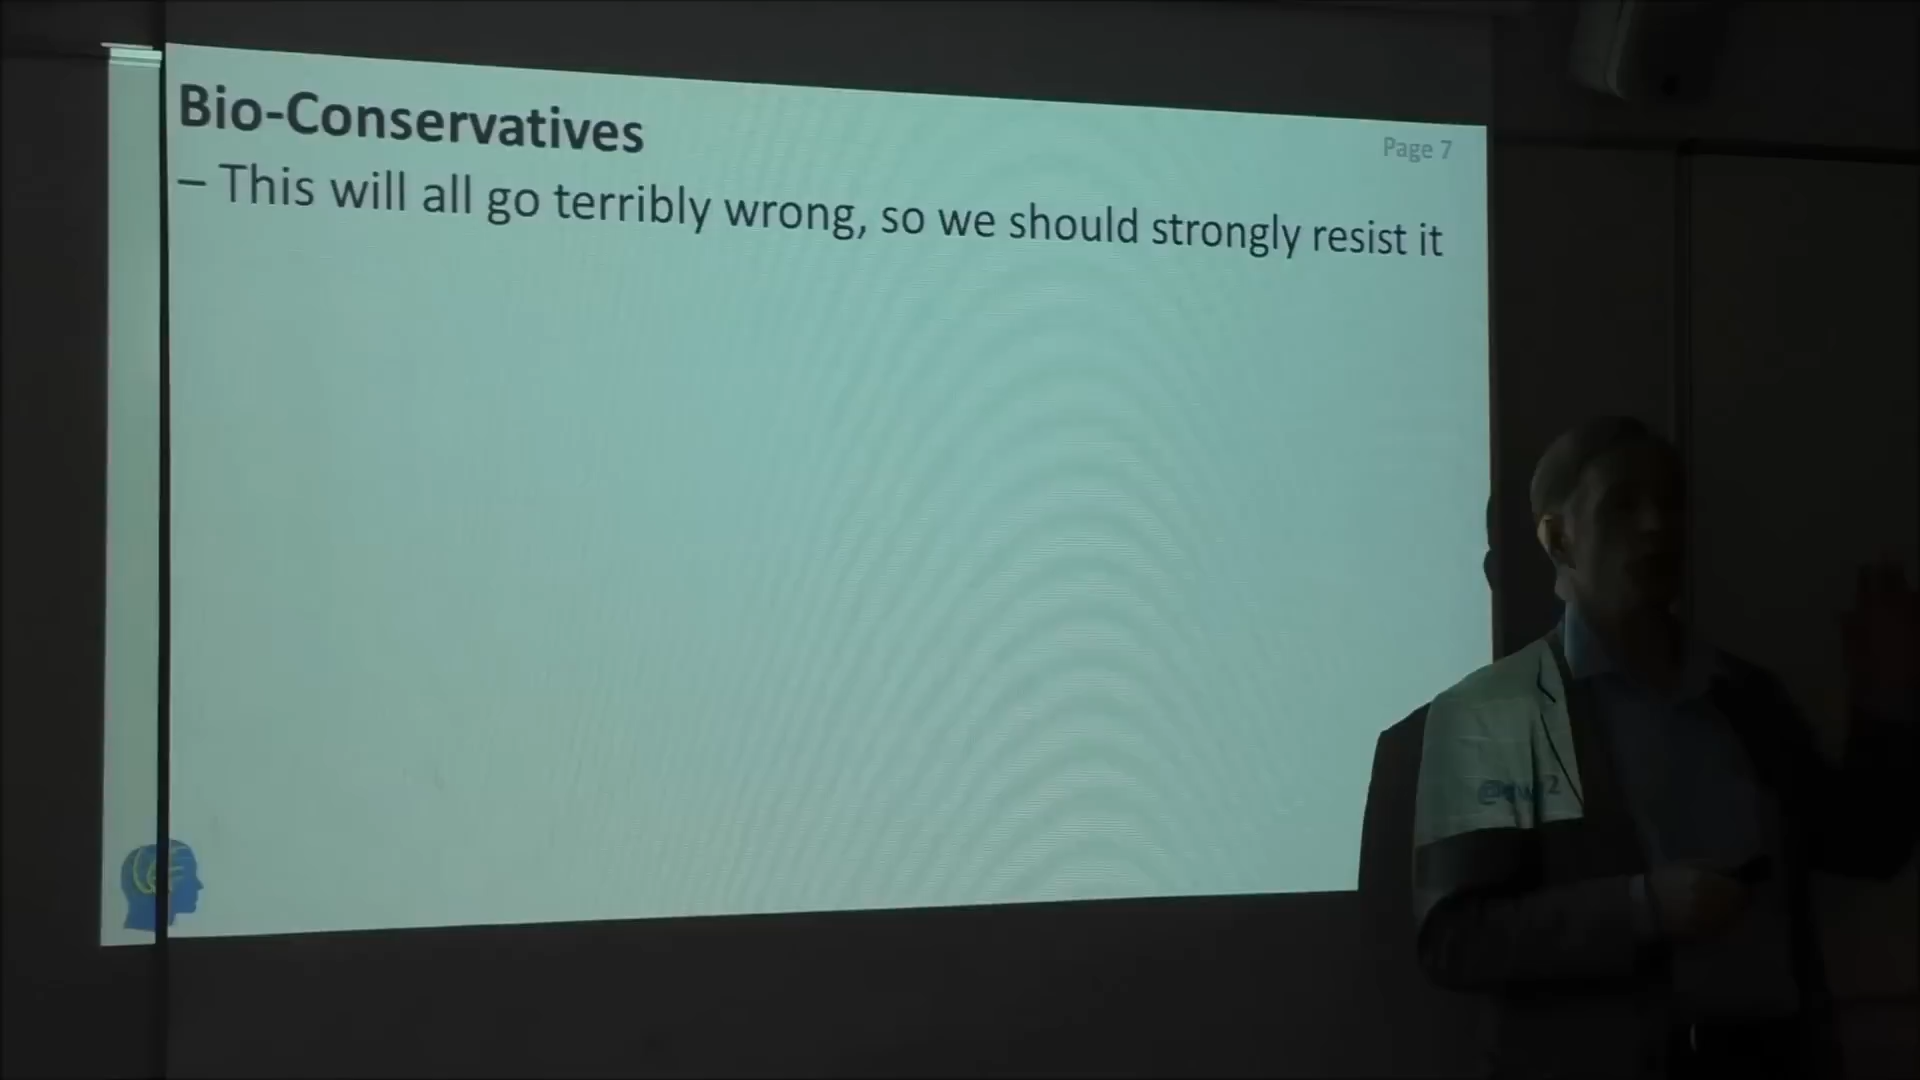 Bio-Conservatives
Page 7
– This will all go terribly wrong, so we should strongly resist it